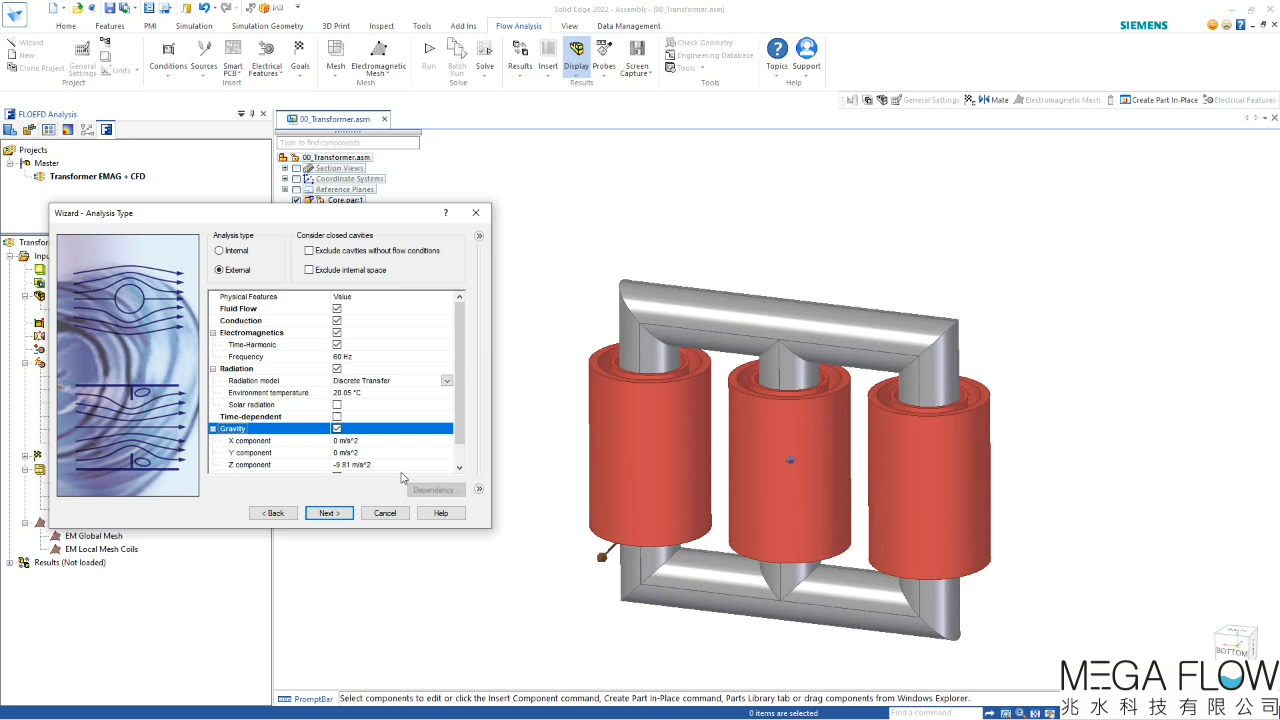 Solid Edge 2022 - Assembly - [00_Transformer.asm]
Home Features PMI Simulation Simulation Geometry 3D Print Inspect Tools Add Ins Flow Analysis View Data Management
SIEMENS
Wizard
New
Clone Project
General Settings
Units
Project
Conditions
Sources
Smart PCB
Electrical Features
Goals
Insert
Mesh
Electromagnetic Mesh
Mesh
Run
Batch Run
Solve
Solve
Results
Insert
Display
Probes
Screen Capture
Results
Check Geometry
Engineering Database
Tools
Tools
Topics
Support
Help
General Settings Mate Electromagnetic Mesh Create Part In-Place Electrical Features
FLOEFD Analysis
00_Transformer.asm
Type to find components
Projects
Master
Transformer EMAG + CFD
00_Transformer.asm
Section Views
Coordinate Systems
Reference Planes
Core.par:1
Wizard - Analysis Type
Analysis type
Internal
External
Consider closed cavities
Exclude cavities without flow conditions
Exclude internal space
Physical Features Value
Fluid Flow
Conduction
Electromagnetics
Time-Harmonic
Frequency 60 Hz
Radiation
Radiation model Discrete Transfer
Environment temperature 20.05 °C
Solar radiation
Time-dependent
Gravity
X component 0 m/s^2
Y component 0 m/s^2
Z component -9.81 m/s^2
Dependency...
< Back Next > Cancel Help
Transfor
Inpu
EM Global Mesh
EM Local Mesh Coils
Results (Not loaded)
BOTTOM
PromptBar Select components to edit or click the Insert Component command, Create Part In-Place command, Parts Library tab or drag components from Windows Explorer.
0 items are selected
Find a command
MEGA FLOW
兆水科技有限公司